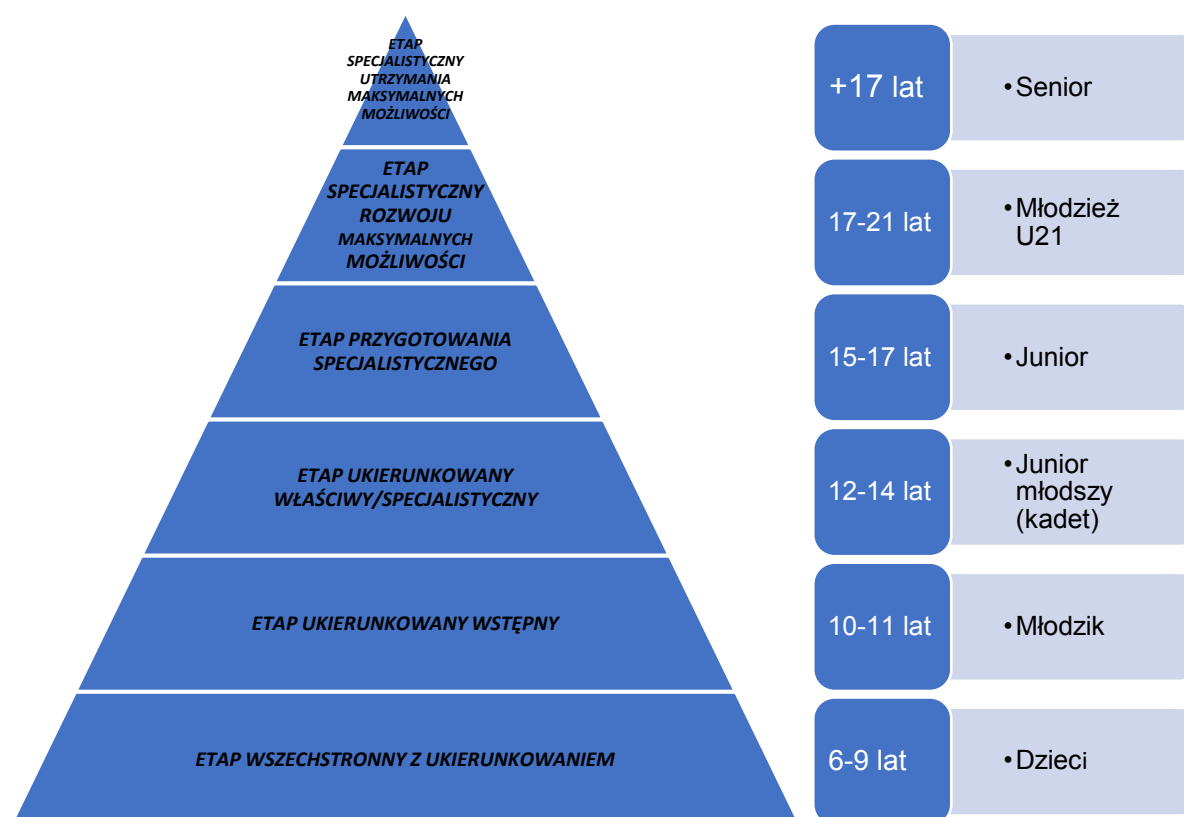 ETAP
SPECJALISTYCZNY
UTRZYMANIA
MAKSYMALNYCH
MOŻLIWOŚCI
+17 lat
•Senior
ETAP
SPECJALISTYCZNY
ROZWOJU
MAKSYMALNYCH
MOŻLIWOŚCI
17-21 lat
•Młodzież
U21
ETAP PRZYGOTOWANIA
SPECJALISTYCZNEGO
15-17 lat
•Junior
ETAP UKIERUNKOWANY
WŁAŚCIWY/SPECJALISTYCZNY
12-14 lat
•Junior
młodszy
(kadet)
ETAP UKIERUNKOWANY WSTĘPNY
10-11 lat
•Młodzik
ETAP WSZECHSTRONNY Z UKIERUNKOWANIEM
6-9 lat
•Dzieci